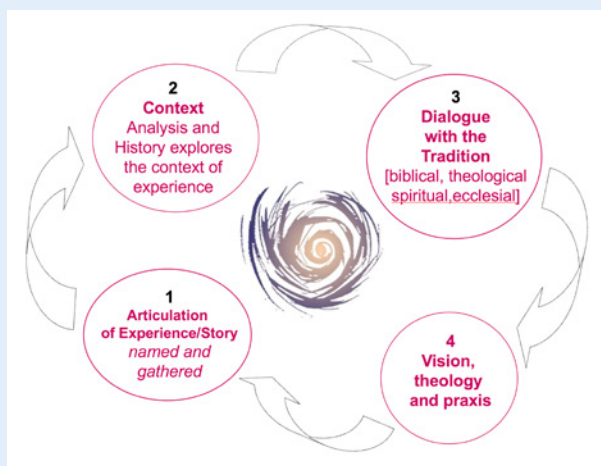 1
Articulation
of Experience/Story
named and
gathered
2
Context
Analysis and
History explores
the context of
experience
3
Dialogue
with the
Tradition
[biblical, theological
spiritual,ecclesial]
4
Vision,
theology
and praxis